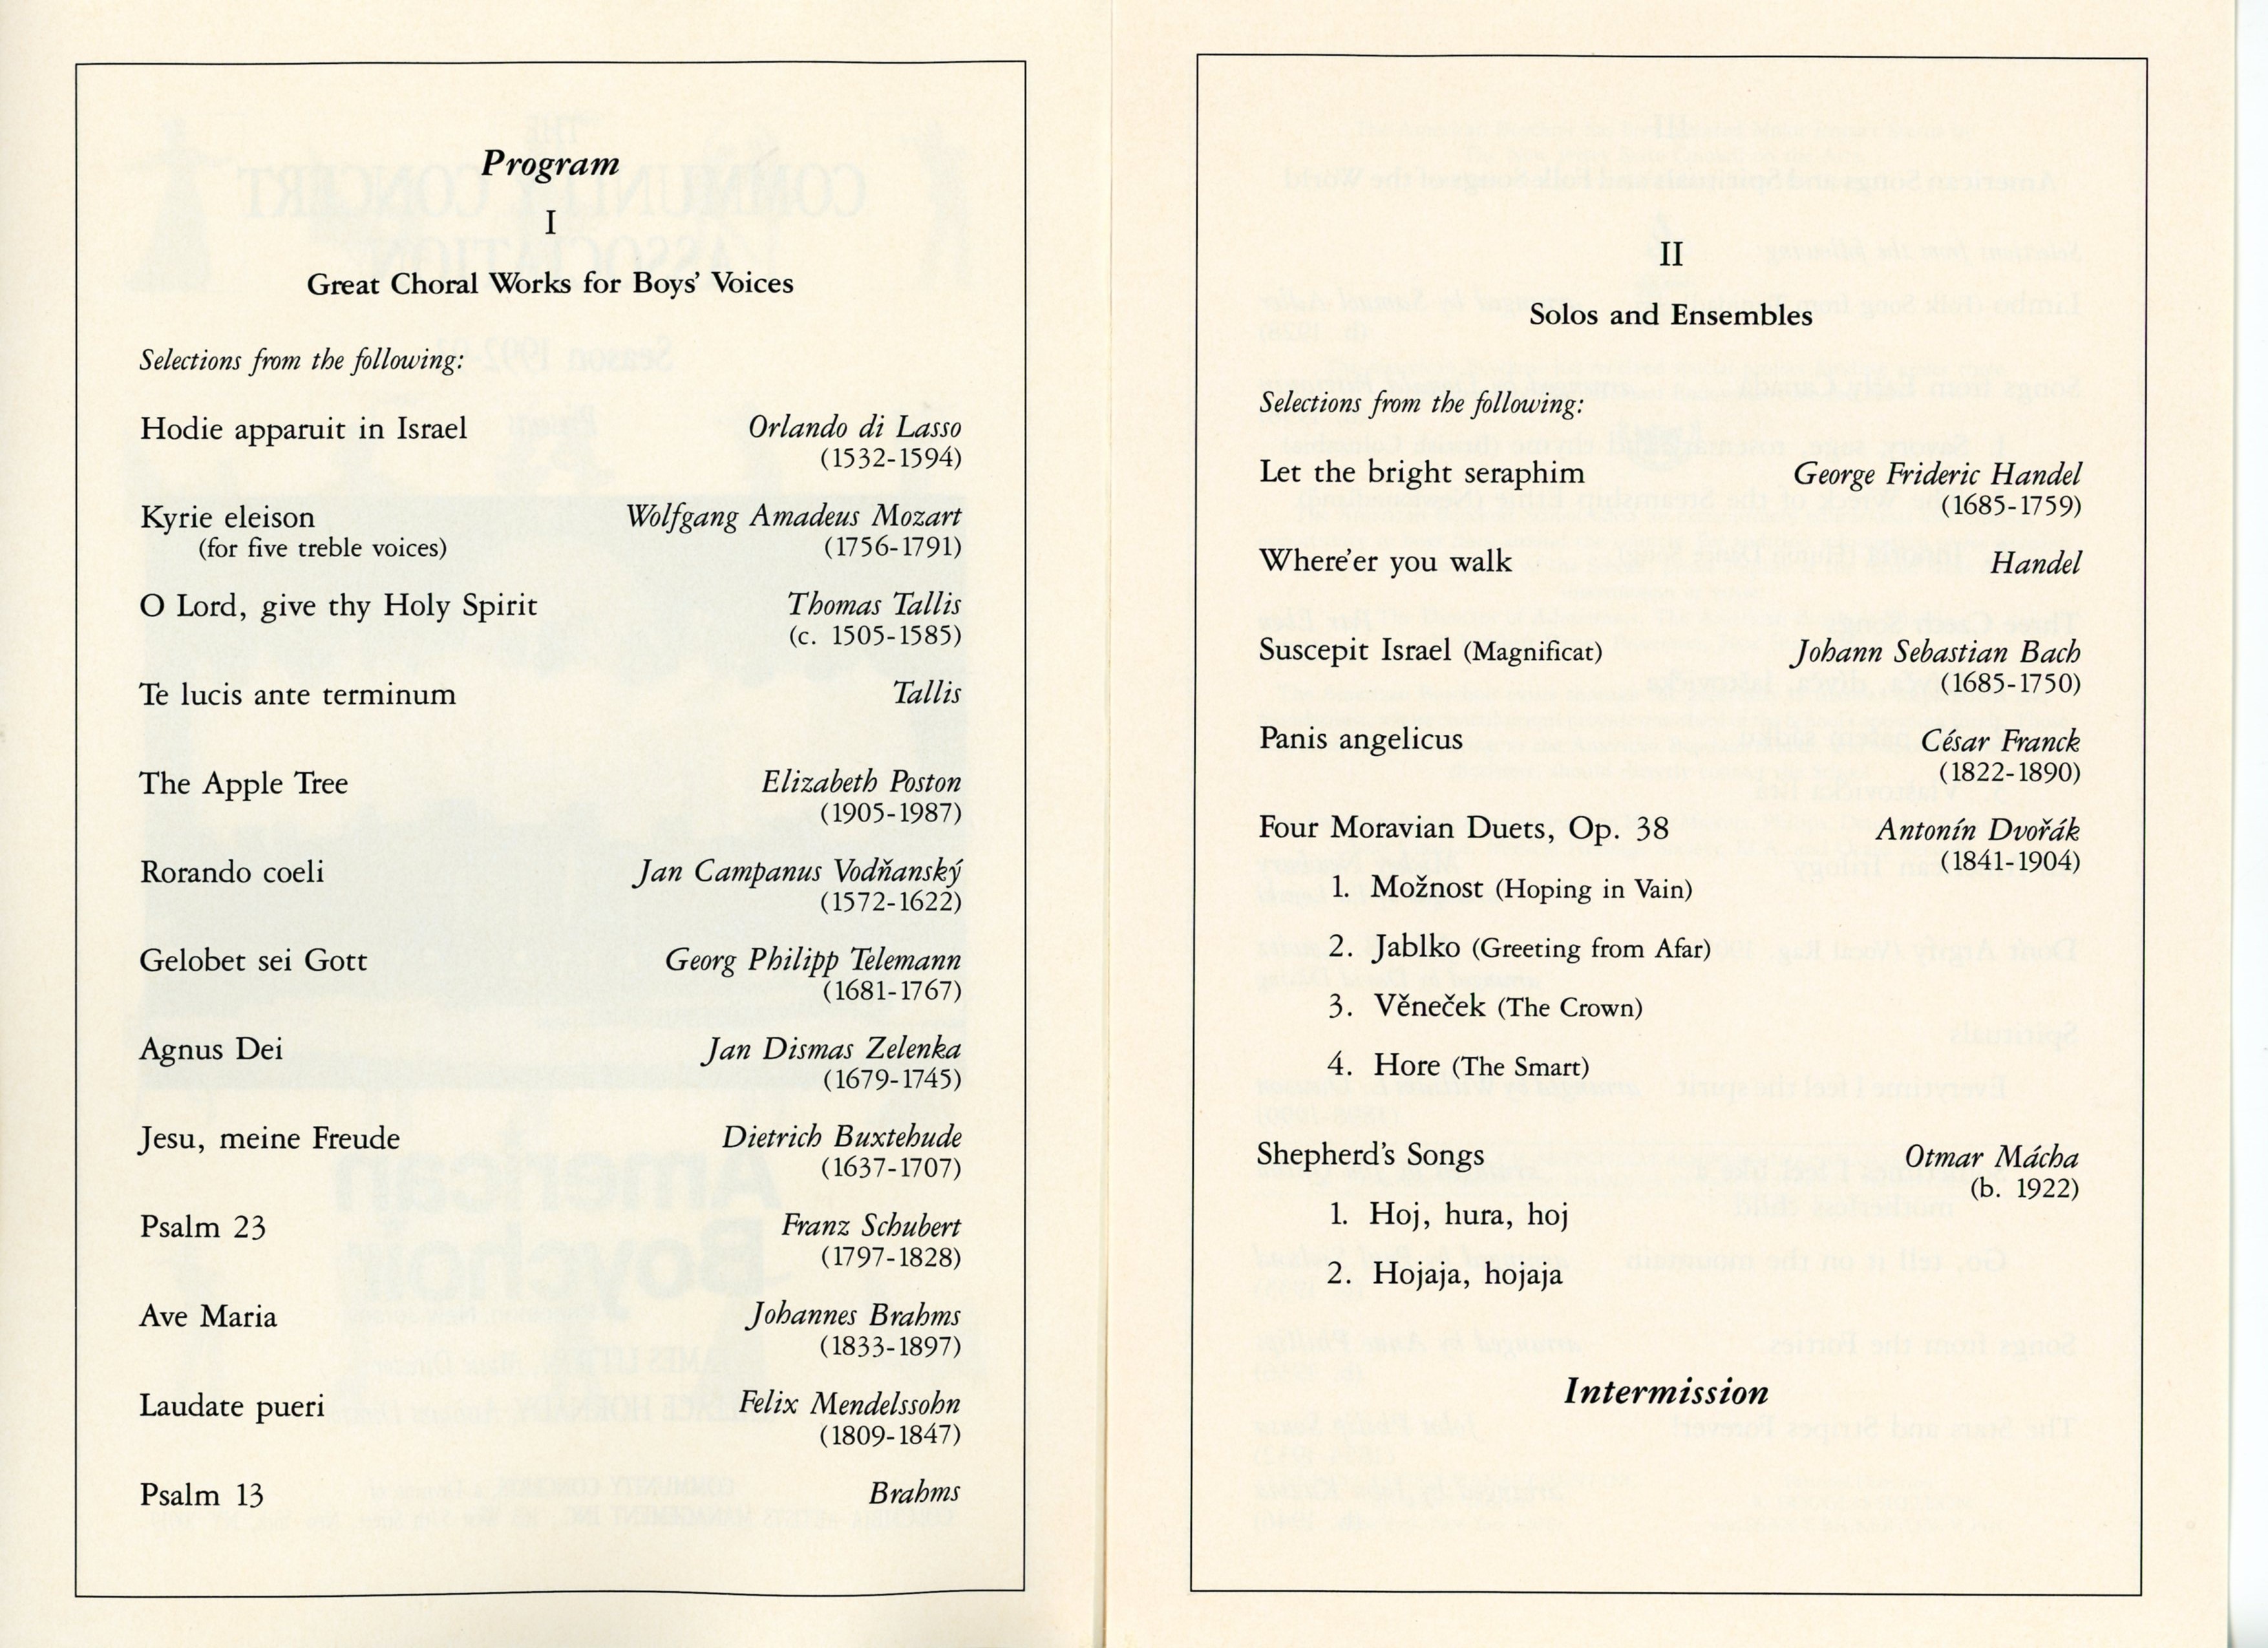 Program
I
Great Choral Works for Boys' Voices
Selections from the following:
Hodie apparuit in Israel Orlando di Lasso
(1532-1594)
Kyrie eleison Wolfgang Amadeus Mozart
(for five treble voices) (1756-1791)
O Lord, give thy Holy Spirit Thomas Tallis
(c. 1505-1585)
Te lucis ante terminum Tallis
The Apple Tree Elizabeth Poston
(1905-1987)
Rorando coeli Jan Campanus Vodňanský
(1572-1622)
Gelobet sei Gott Georg Philipp Telemann
(1681-1767)
Agnus Dei Jan Dismas Zelenka
(1679-1745)
Jesu, meine Freude Dietrich Buxtehude
(1637-1707)
Psalm 23 Franz Schubert
(1797-1828)
Ave Maria Johannes Brahms
(1833-1897)
Laudate pueri Felix Mendelssohn
(1809-1847)
Psalm 13 Brahms
II
Solos and Ensembles
Selections from the following:
Let the bright seraphim George Frideric Handel
(1685-1759)
Where'er you walk Handel
Suscepit Israel (Magnificat) Johann Sebastian Bach
(1685-1750)
Panis angelicus César Franck
(1822-1890)
Four Moravian Duets, Op. 38 Antonín Dvořák
(1841-1904)
1. Možnost (Hoping in Vain)
2. Jablko (Greeting from Afar)
3. Věneček (The Crown)
4. Hore (The Smart)
Shepherd's Songs Otmar Mácha
(b. 1922)
1. Hoj, hura, hoj
2. Hojaja, hojaja
Intermission